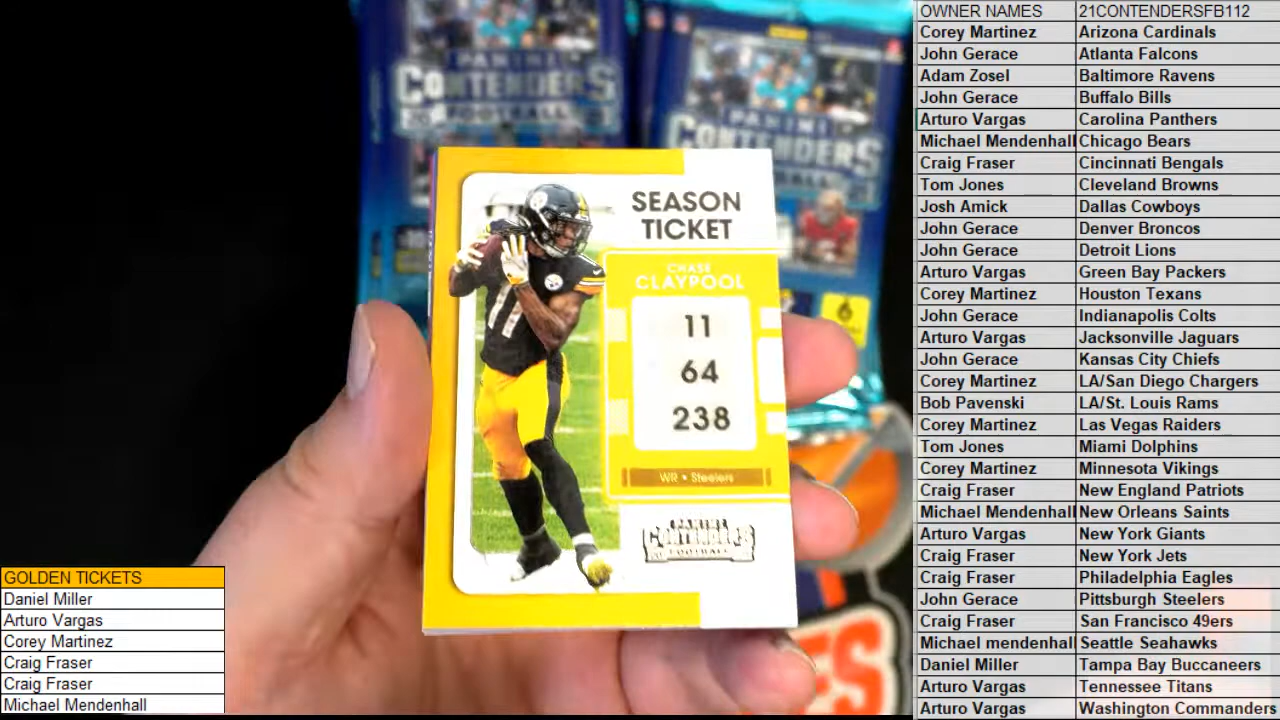 PANINI
CONTENDERS
FOOTBALL
PANINI
CONTENDERS
SEASON
TICKET
CHASE
CLAYPOOL
11
64
238
WR • Steelers
PANINI
CONTENDERS
FOOTBALL
GOLDEN TICKETS
Daniel Miller
Arturo Vargas
Corey Martinez
Craig Fraser
Craig Fraser
Michael Mendenhall
OWNER NAMES 21CONTENDERSFB112
Corey Martinez Arizona Cardinals
John Gerace Atlanta Falcons
Adam Zosel Baltimore Ravens
John Gerace Buffalo Bills
Arturo Vargas Carolina Panthers
Michael Mendenhall Chicago Bears
Craig Fraser Cincinnati Bengals
Tom Jones Cleveland Browns
Josh Amick Dallas Cowboys
John Gerace Denver Broncos
John Gerace Detroit Lions
Arturo Vargas Green Bay Packers
Corey Martinez Houston Texans
John Gerace Indianapolis Colts
Arturo Vargas Jacksonville Jaguars
John Gerace Kansas City Chiefs
Corey Martinez LA/San Diego Chargers
Bob Pavenski LA/St. Louis Rams
Corey Martinez Las Vegas Raiders
Tom Jones Miami Dolphins
Corey Martinez Minnesota Vikings
Craig Fraser New England Patriots
Michael Mendenhall New Orleans Saints
Arturo Vargas New York Giants
Craig Fraser New York Jets
Craig Fraser Philadelphia Eagles
John Gerace Pittsburgh Steelers
Craig Fraser San Francisco 49ers
Michael mendenhall Seattle Seahawks
Daniel Miller Tampa Bay Buccaneers
Arturo Vargas Tennessee Titans
Arturo Vargas Washington Commanders